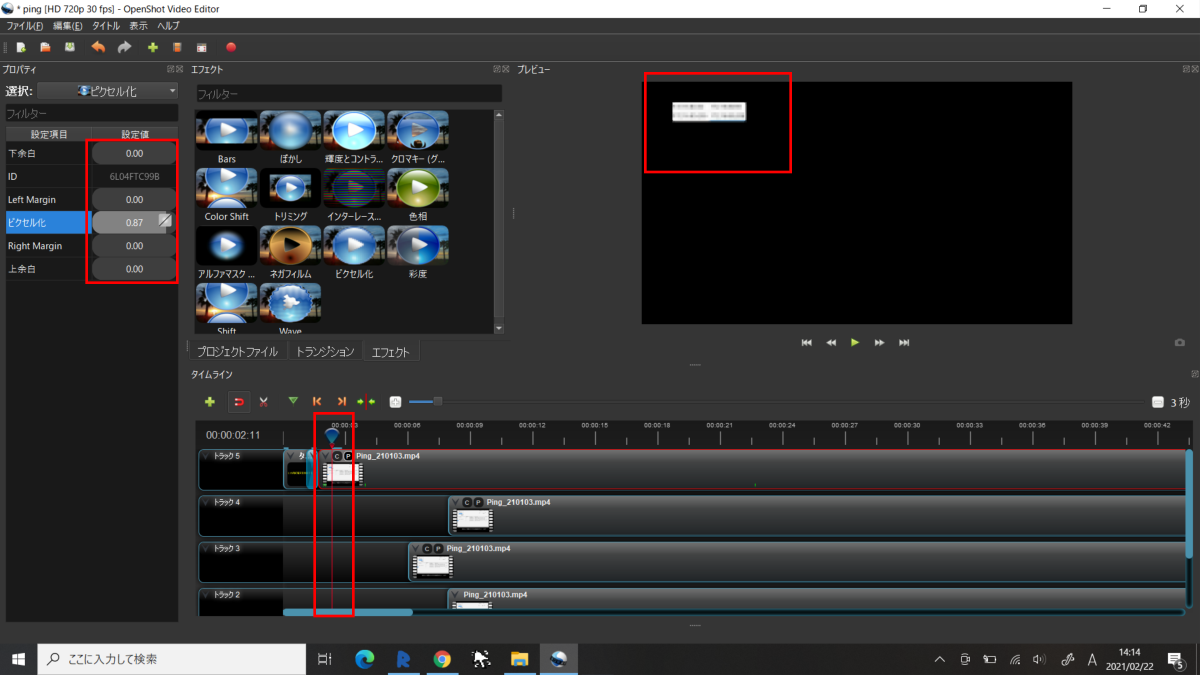 * ping [HD 720p 30 fps] - OpenShot Video Editor
ファイル(F) 編集(E) タイトル 表示 ヘルプ
プロパティ
選択: ピクセル化
フィルター
設定項目 設定値
下余白 0.00
ID 6L04FTC99B
Left Margin 0.00
ピクセル化 0.87
Right Margin 0.00
上余白 0.00
エフェクト
フィルター
Bars ぼかし 輝度とコントラ... クロマキー (グ...
Color Shift トリミング インターレース... 色相
アルファマスク ... ネガフィルム ピクセル化 彩度
Shift Wave
プロジェクトファイル トランジション エフェクト
プレビュー
タイムライン
3 秒
00:00:02:11
00:00:03 00:00:06 00:00:09 00:00:12 00:00:15 00:00:18 00:00:21 00:00:24 00:00:27 00:00:30 00:00:33 00:00:36 00:00:39 00:00:42
トラック 5 タ C P Ping_210103.mp4
トラック 4 C P Ping_210103.mp4
トラック 3 C P Ping_210103.mp4
トラック 2 Ping_210103.mp4
ここに入力して検索
A
14:14
2021/02/22
5